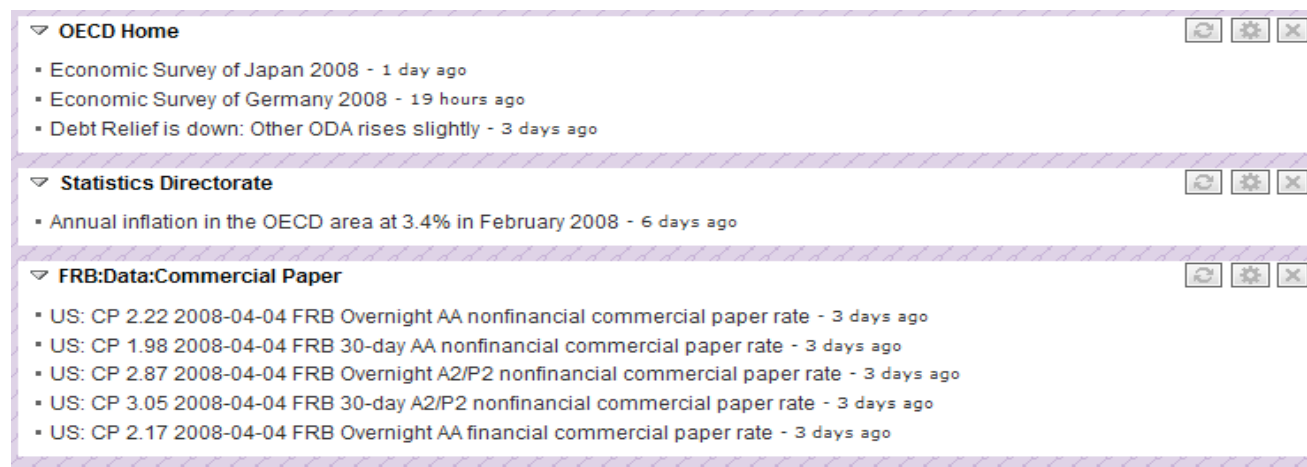 OECD Home
Economic Survey of Japan 2008 - 1 day ago
Economic Survey of Germany 2008 - 19 hours ago
Debt Relief is down: Other ODA rises slightly - 3 days ago
Statistics Directorate
Annual inflation in the OECD area at 3.4% in February 2008 - 6 days ago
FRB:Data:Commercial Paper
US: CP 2.22 2008-04-04 FRB Overnight AA nonfinancial commercial paper rate - 3 days ago
US: CP 1.98 2008-04-04 FRB 30-day AA nonfinancial commercial paper rate - 3 days ago
US: CP 2.87 2008-04-04 FRB Overnight A2/P2 nonfinancial commercial paper rate - 3 days ago
US: CP 3.05 2008-04-04 FRB 30-day A2/P2 nonfinancial commercial paper rate - 3 days ago
US: CP 2.17 2008-04-04 FRB Overnight AA financial commercial paper rate - 3 days ago